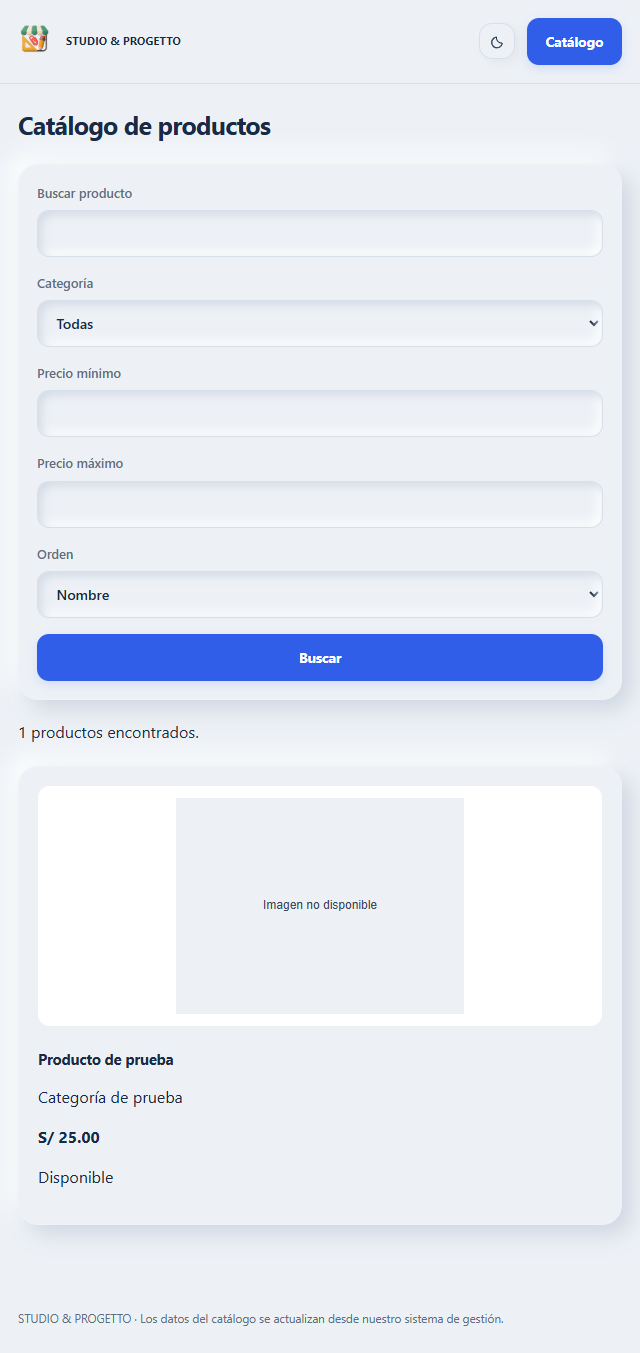 STUDIO & PROGETTO
Catálogo
Catálogo de productos
Buscar producto
Categoría
Todas
Precio mínimo
Precio máximo
Orden
Nombre
Buscar
1 productos encontrados.
Imagen no disponible
Producto de prueba
Categoría de prueba
S/ 25.00
Disponible
STUDIO & PROGETTO · Los datos del catálogo se actualizan desde nuestro sistema de gestión.